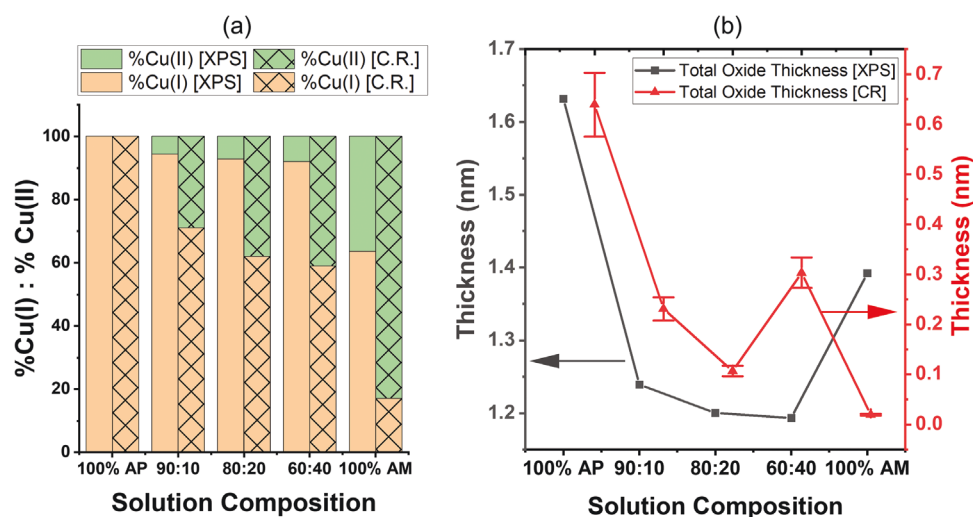 (a)
%Cu(II) [XPS] %Cu(II) [C.R.]
%Cu(I) [XPS] %Cu(I) [C.R.]
%Cu(I) : % Cu(II)
100
80
60
40
20
0
100% AP 90:10 80:20 60:40 100% AM
Solution Composition
(b)
Total Oxide Thickness [XPS]
Total Oxide Thickness [CR]
Thickness (nm)
1.7
1.6
1.5
1.4
1.3
1.2
Thickness (nm)
0.7
0.6
0.5
0.4
0.3
0.2
0.1
0.0
100% AP 90:10 80:20 60:40 100% AM
Solution Composition